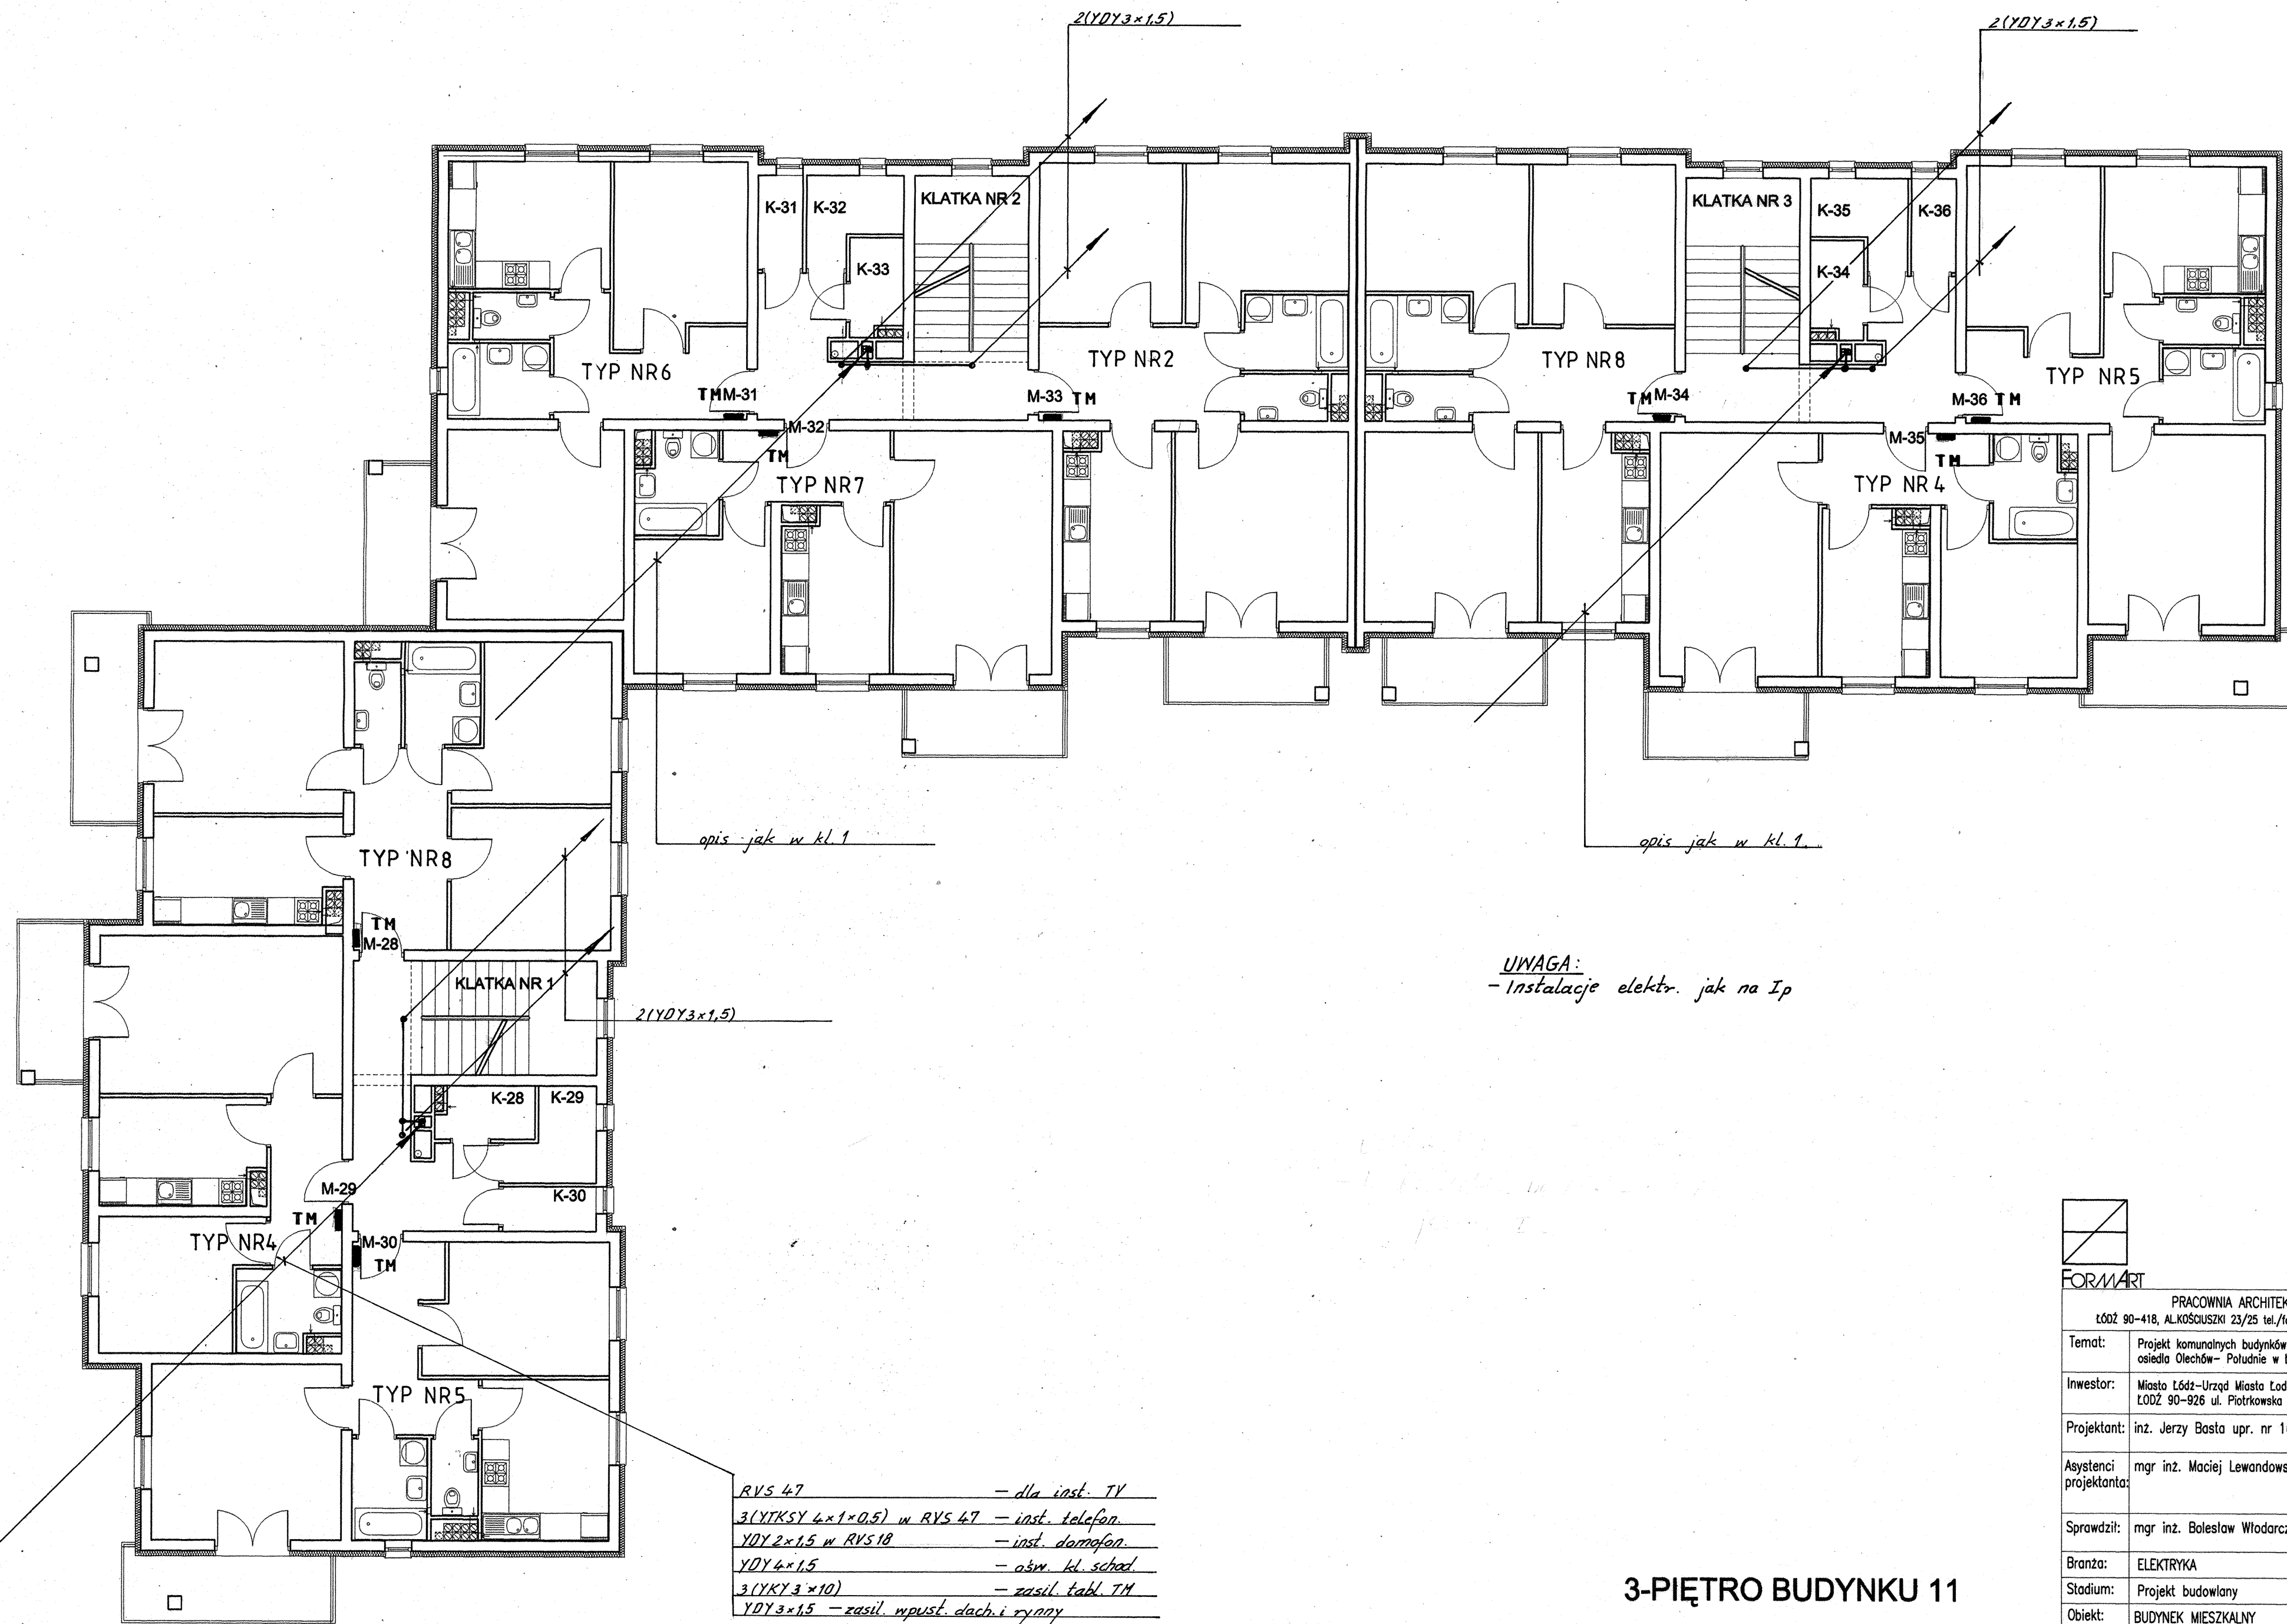 2(YDY3×1,5)
2(YDY3×1,5)
KLATKA NR 2
KLATKA NR 3
K-31
K-32
K-33
K-35
K-36
K-34
TYP NR6
TYP NR2
TYP NR8
TYP NR5
TM M-31
M-33 TM
TM M-34
M-36 TM
M-32
TM
M-35
TM
TYP NR7
TYP NR4
opis jak w kl. 1
opis jak w kl. 1.
TYP NR8
TM
M-28
KLATKA NR 1
2(YDY3×1,5)
UWAGA:
- Instalacje elektr. jak na Ip
K-28
K-29
K-30
M-29
TM
TYP NR4
M-30
TM
TYP NR5
RVS 47 — dla inst. TV
3(YTKSY 4×1×0,5) w RVS 47 — inst. telefon.
YDY 2×1,5 w RVS 18 — inst. domofon.
YDY 4×1,5 — ośw. kl. schod.
3(YKY 3×10) — zasil. tabl. TM
YDY 3×1,5 — zasil. wpust. dach. i rynny
3-PIĘTRO BUDYNKU 11
FORMART
PRACOWNIA ARCHITEK
ŁÓDŹ 90-418, AL.KOŚCIUSZKI 23/25 tel./f
Temat: Projekt komunalnych budynków
osiedla Olechów- Południe w
Inwestor: Miasto Łódź-Urząd Miasta Łod
ŁODŹ 90-926 ul. Piotrkowska
Projektant: inż. Jerzy Basta upr. nr 1
Asystenci projektanta: mgr inż. Maciej Lewandows
Sprawdził: mgr inż. Bolesław Włodarcz
Branża: ELEKTRYKA
Stadium: Projekt budowlany
Obiekt: BUDYNEK MIESZKALNY